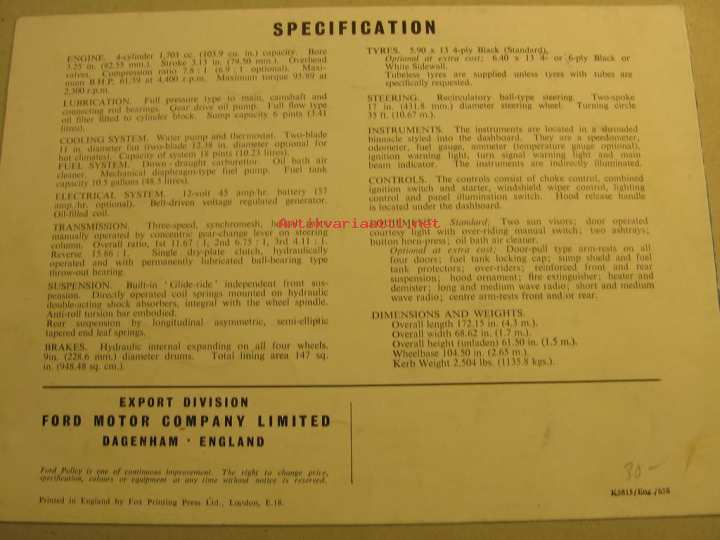 SPECIFICATION
ENGINE. 4-cylinder 1,703 cc. (103.9 cu. in.) capacity. Bore
3.25 in. (82.55 mm.). Stroke 3.13 in. (79.50 mm.). Overhead
valves. Compression ratio 7.8 : 1 (6.9 : 1 optional). Maxi-
mum B.H.P. 61.59 at 4,400 r.p.m. Maximum torque 95.89 at
2,300 r.p.m.
LUBRICATION. Full pressure type to main, camshaft and
connecting rod bearings. Gear drive oil pump. Full flow type
oil filter fitted to cylinder block. Sump capacity 6 pints (3.41
litres).
COOLING SYSTEM. Water pump and thermostat. Two-blade
11 in. diameter fan (two-blade 12.38 in. diameter optional for
hot climates). Capacity of system 18 pints (10.23 litres).
FUEL SYSTEM. Down-draught carburettor. Oil bath air
cleaner. Mechanical diaphragm-type fuel pump. Fuel tank
capacity 10.5 gallons (48.5 litres).
ELECTRICAL SYSTEM. 12-volt 45 amp/hr. battery (57
amp/hr. optional). Belt-driven voltage regulated generator.
Oil-filled coil.
TRANSMISSION. Three-speed, synchromesh,
manually operated by concentric gear-change lever on steering
column. Overall ratio, 1st 11.67 : 1, 2nd 6.75 : 1, 3rd 4.11 : 1.
Reverse 15.86 : 1. Single dry-plate clutch, hydraulically
operated and with permanently lubricated ball-bearing type
throw-out bearing.
SUSPENSION. Built-in 'Glide-ride' independent front sus-
pension. Directly operated coil springs mounted on hydraulic
double-acting shock absorbers, integral with the wheel spindle.
Anti-roll torsion bar embodied.
Rear suspension by longitudinal asymmetric, semi-elliptic
tapered end leaf springs.
BRAKES. Hydraulic internal expanding on all four wheels.
9in. (228.6 mm.) diameter drums. Total lining area 147 sq.
in. (948.48 sq. cm.).
TYRES. 5.90 x 13 4-ply Black (Standard),
Optional at extra cost; 6.40 x 13 4- or 6-ply Black or
White Sidewall.
Tubeless tyres are supplied unless tyres with tubes are
specifically requested.
STEERING. Recirculatory ball-type steering. Two-spoke
17 in. (431.8 mm.) diameter steering wheel. Turning circle
35 ft. (10.67 m.).
INSTRUMENTS. The instruments are located in a shrouded
binnacle styled into the dashboard. They are a speedometer,
odometer, fuel gauge, ammeter (temperature gauge optional),
ignition warning light, turn signal warning light and main
beam indicator. The instruments are indirectly illuminated.
CONTROLS. The controls consist of choke control, combined
ignition switch and starter, windshield wiper control, lighting
control and panel illumination switch. Hood release handle
is located under the dashboard.
Antikvariaatti.net
EQUIPMENT. Standard: Two sun visors; door operated
courtesy light with over-riding manual switch; two ashtrays;
button horn-press; oil bath air cleaner.
Optional at extra cost; Door-pull type arm-rests on all
four doors; fuel tank locking cap; sump shield and fuel
tank protectors; over-riders; reinforced front and rear
suspension; hood ornament; fire extinguisher; heater and
demister; long and medium wave radio; short and medium
wave radio; centre arm-rests front and/or rear.
DIMENSIONS AND WEIGHTS.
Overall length 172.15 in. (4.3 m.).
Overall width 68.62 in. (1.7 m.).
Overall height (unladen) 61.50 in. (1.5 m.).
Wheelbase 104.50 in. (2.65 m.).
Kerb Weight 2,504 lbs. (1135.8 kgs.).
EXPORT DIVISION
FORD MOTOR COMPANY LIMITED
DAGENHAM · ENGLAND
Ford Policy is one of continuous improvement. The right to change price,
specification, colours or equipment at any time without notice is reserved.
Printed in England by Fox Printing Press Ltd., London, E.18.
30-
K5815/Eng./658